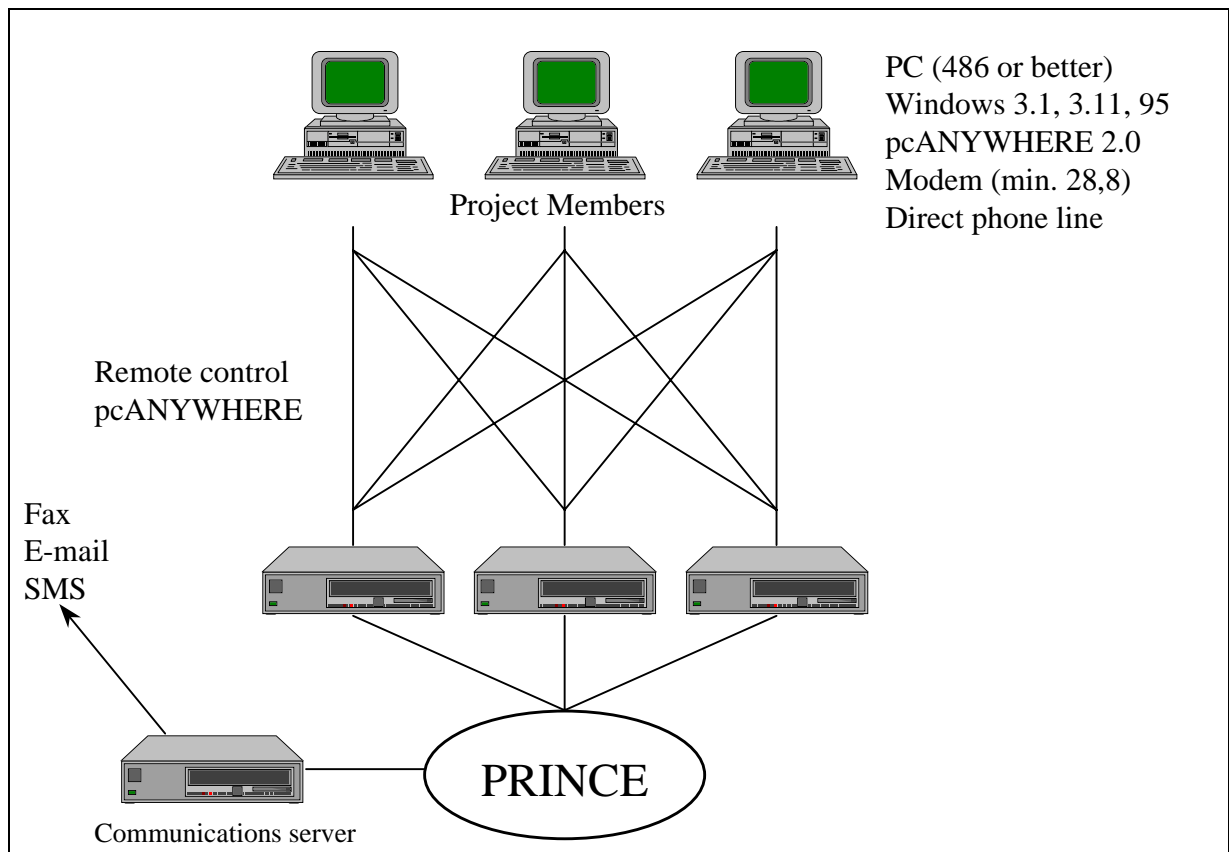 PC (486 or better)
Windows 3.1, 3.11, 95
pcANYWHERE 2.0
Modem (min. 28,8)
Direct phone line
Project Members
Remote control
pcANYWHERE
Fax
E-mail
SMS
PRINCE
Communications server